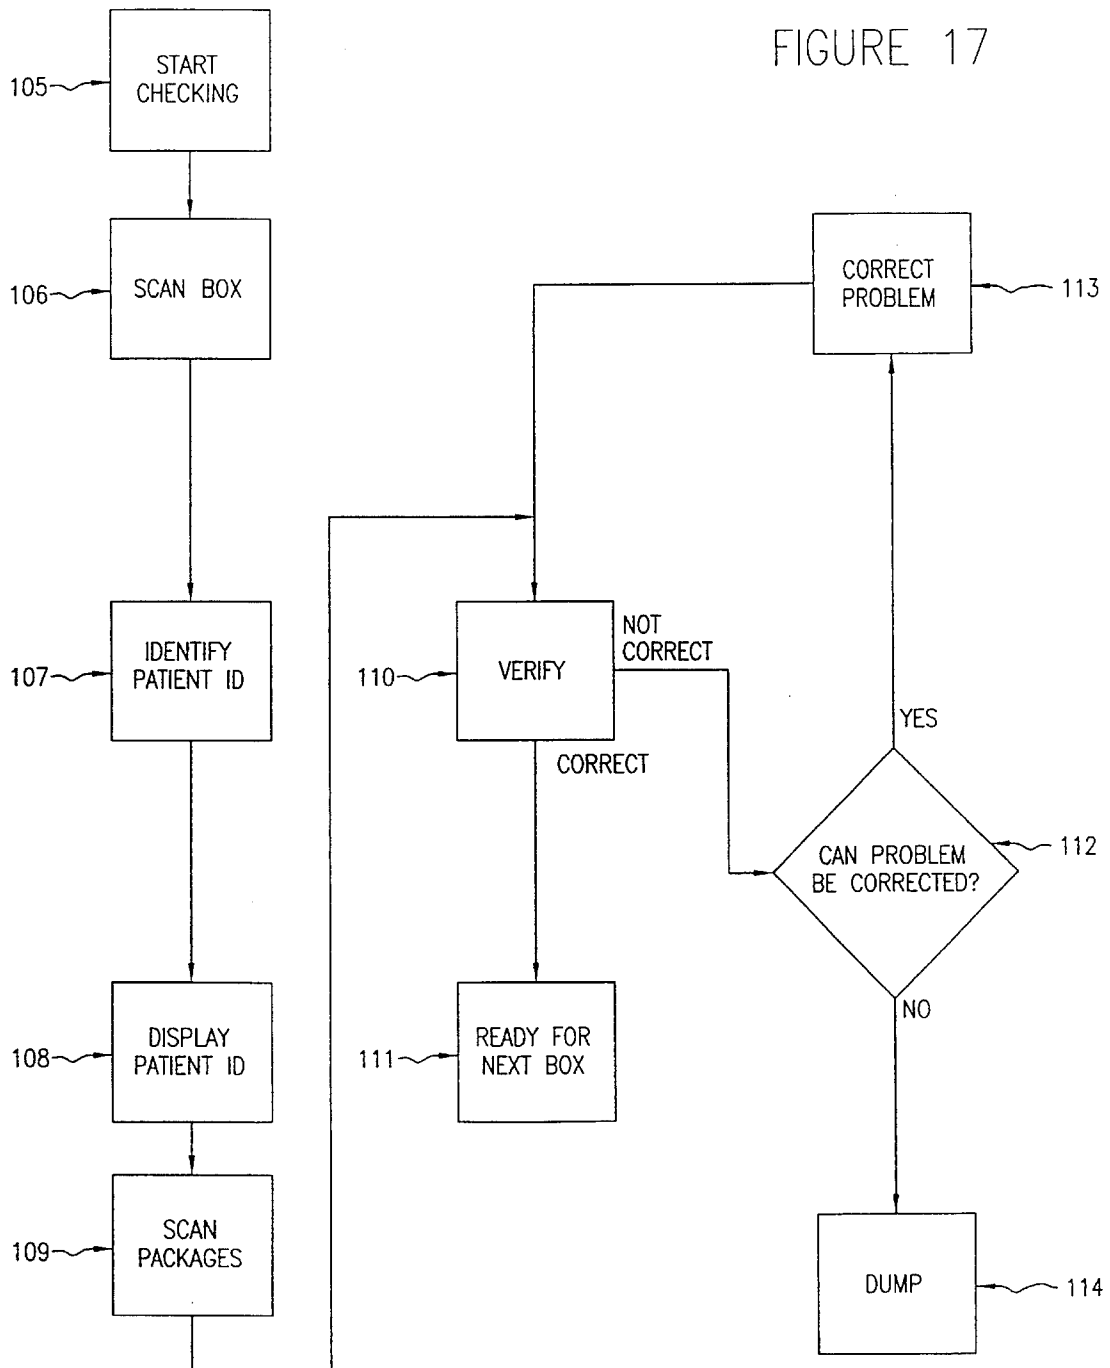 FIGURE 17
105
START
CHECKING
106
SCAN BOX
107
IDENTIFY
PATIENT ID
108
DISPLAY
PATIENT ID
109
SCAN
PACKAGES
110
VERIFY
NOT
CORRECT
CORRECT
111
READY FOR
NEXT BOX
CORRECT
PROBLEM
113
YES
CAN PROBLEM
BE CORRECTED?
112
NO
DUMP
114